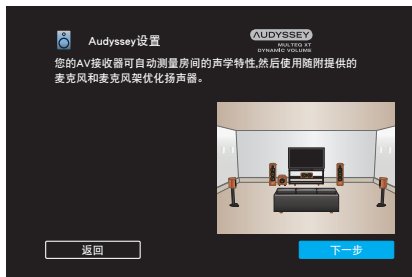 Audyssey设置
AUDYSSEY
MULTEQ XT
DYNAMIC VOLUME
您的AV接收器可自动测量房间的声学特性,然后使用随附提供的
麦克风和麦克风架优化扬声器。
返回
下一步